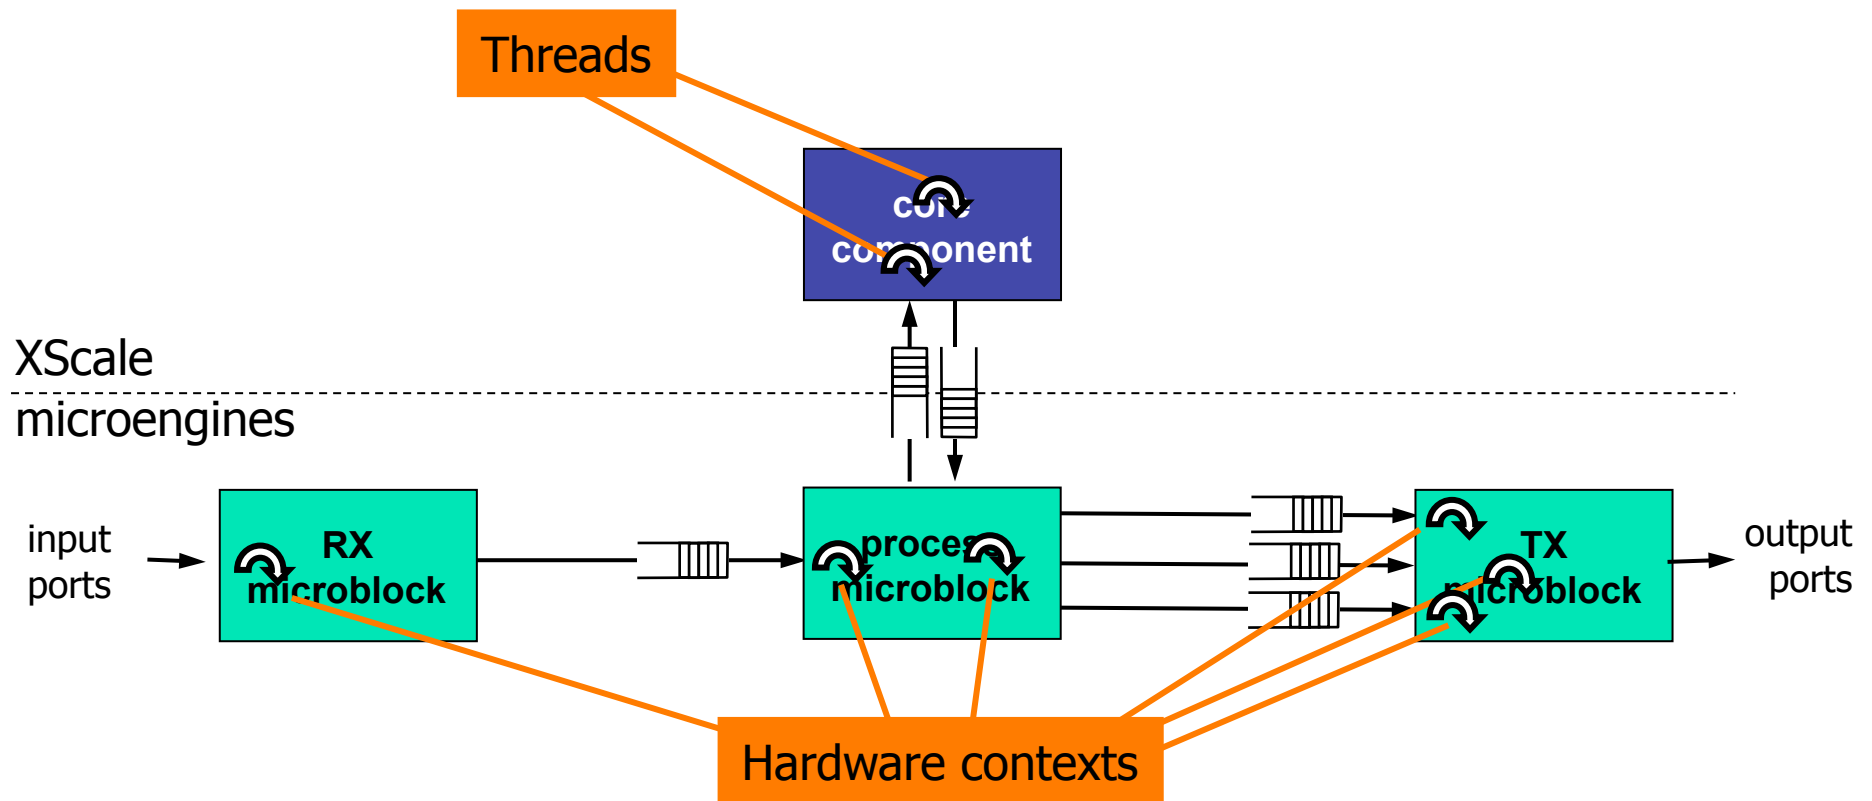 Threads
core
component
XScale
microengines
input
ports
RX
microblock
process
microblock
TX
microblock
output
ports
Hardware contexts